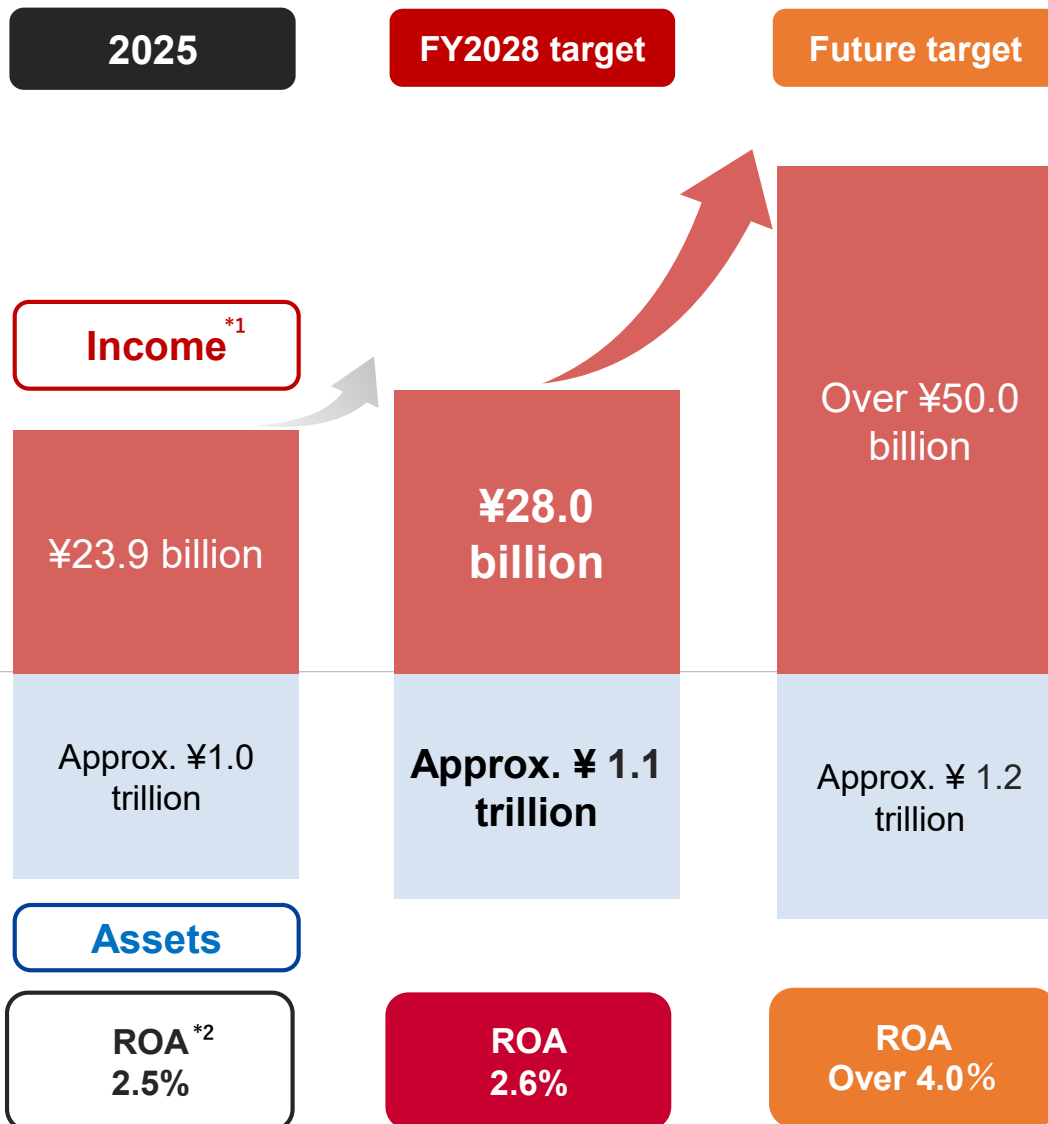 2025
FY2028 target
Future target
Income*1
¥23.9 billion
¥28.0
billion
Over ¥50.0
billion
Approx. ¥1.0
trillion
Approx. ¥ 1.1
trillion
Approx. ¥ 1.2
trillion
Assets
ROA*2
2.5%
ROA
2.6%
ROA
Over 4.0%